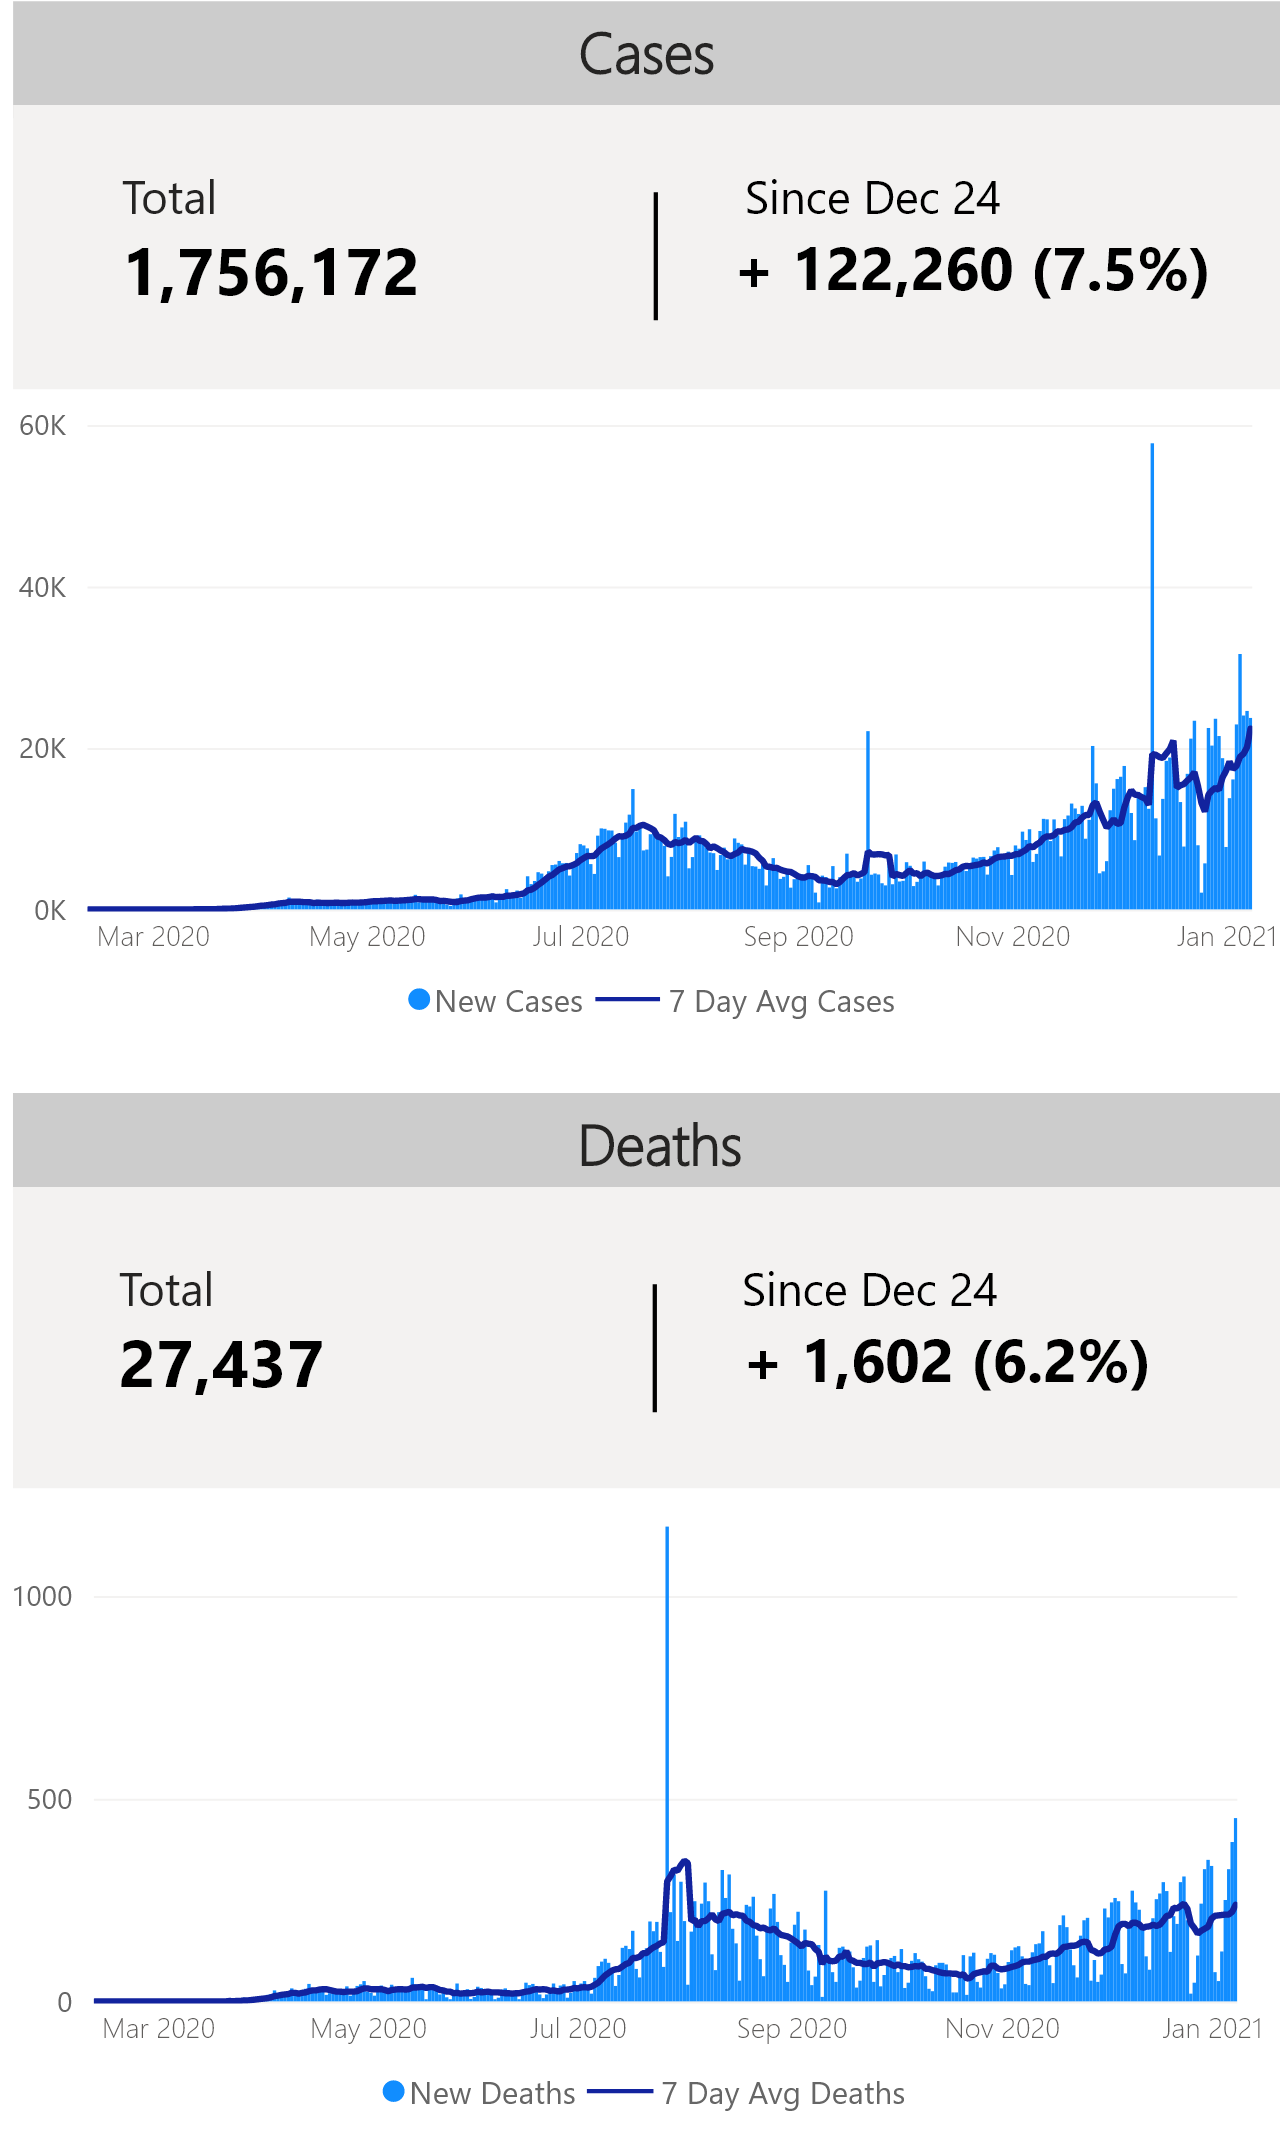 Cases
Total
Since Dec 24
1,756,172
+ 122,260 (7.5%)
60K
40K
20K
0K
Mar 2020 May 2020 Jul 2020 Sep 2020 Nov 2020 Jan 2021
New Cases 7 Day Avg Cases
Deaths
Total
Since Dec 24
27,437
+ 1,602 (6.2%)
1000
500
0
Mar 2020 May 2020 Jul 2020 Sep 2020 Nov 2020 Jan 2021
New Deaths 7 Day Avg Deaths